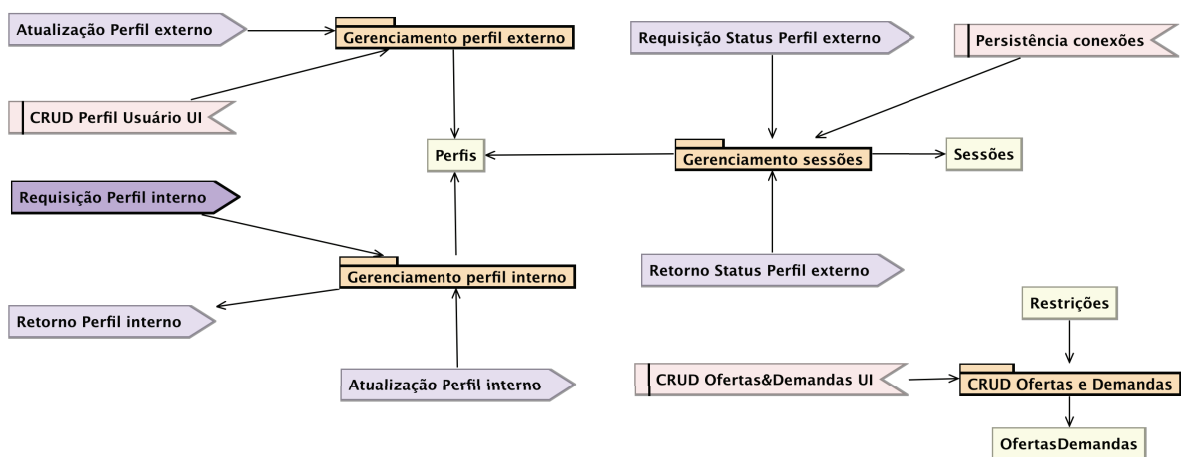 Atualização Perfil externo
Gerenciamento perfil externo
Requisição Status Perfil externo
Persistência conexões
CRUD Perfil Usuário UI
Perfis
Gerenciamento sessões
Sessões
Requisição Perfil interno
Gerenciamento perfil interno
Retorno Status Perfil externo
Retorno Perfil interno
Restrições
Atualização Perfil interno
CRUD Ofertas&Demandas UI
CRUD Ofertas e Demandas
OfertasDemandas